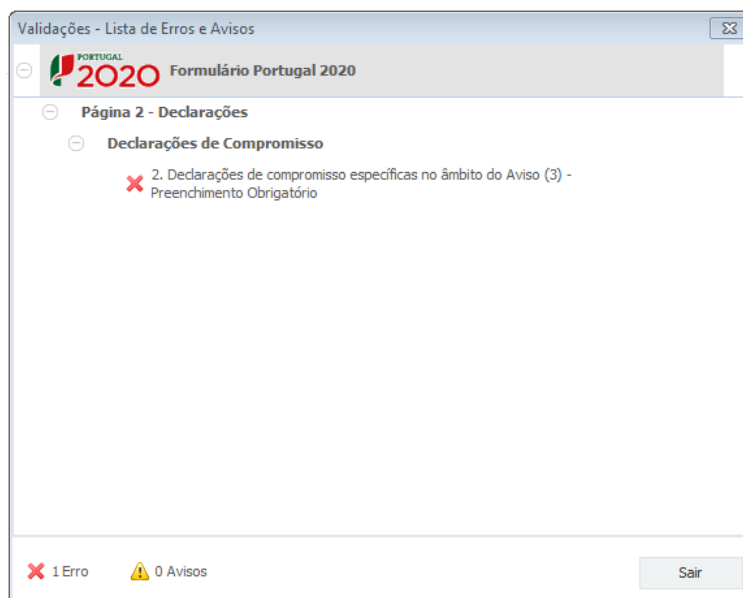 Validações - Lista de Erros e Avisos
PORTUGAL
2020
Formulário Portugal 2020
Página 2 - Declarações
Declarações de Compromisso
2. Declarações de compromisso específicas no âmbito do Aviso (3) -
Preenchimento Obrigatório
1 Erro
0 Avisos
Sair